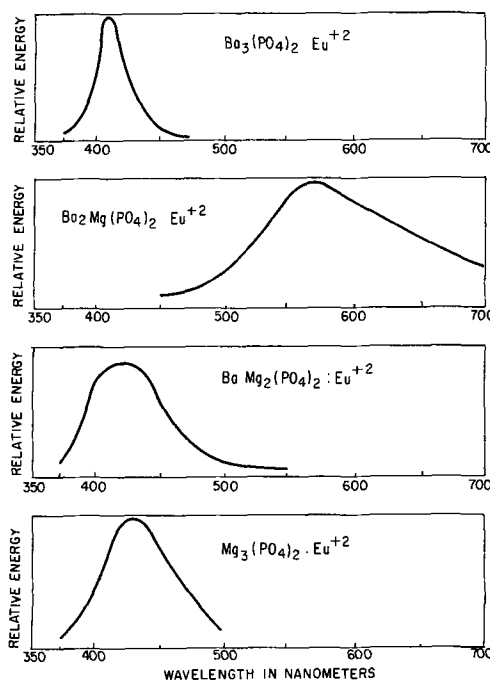 RELATIVE ENERGY
Ba3(PO4)2 Eu+2
350 400 500 600 700
RELATIVE ENERGY
Ba2Mg(PO4)2 Eu+2
350 400 500 600 700
RELATIVE ENERGY
Ba Mg2(PO4)2 : Eu+2
350 400 500 600 700
RELATIVE ENERGY
Mg3(PO4)2 . Eu+2
350 400 500 600 700
WAVELENGTH IN NANOMETERS